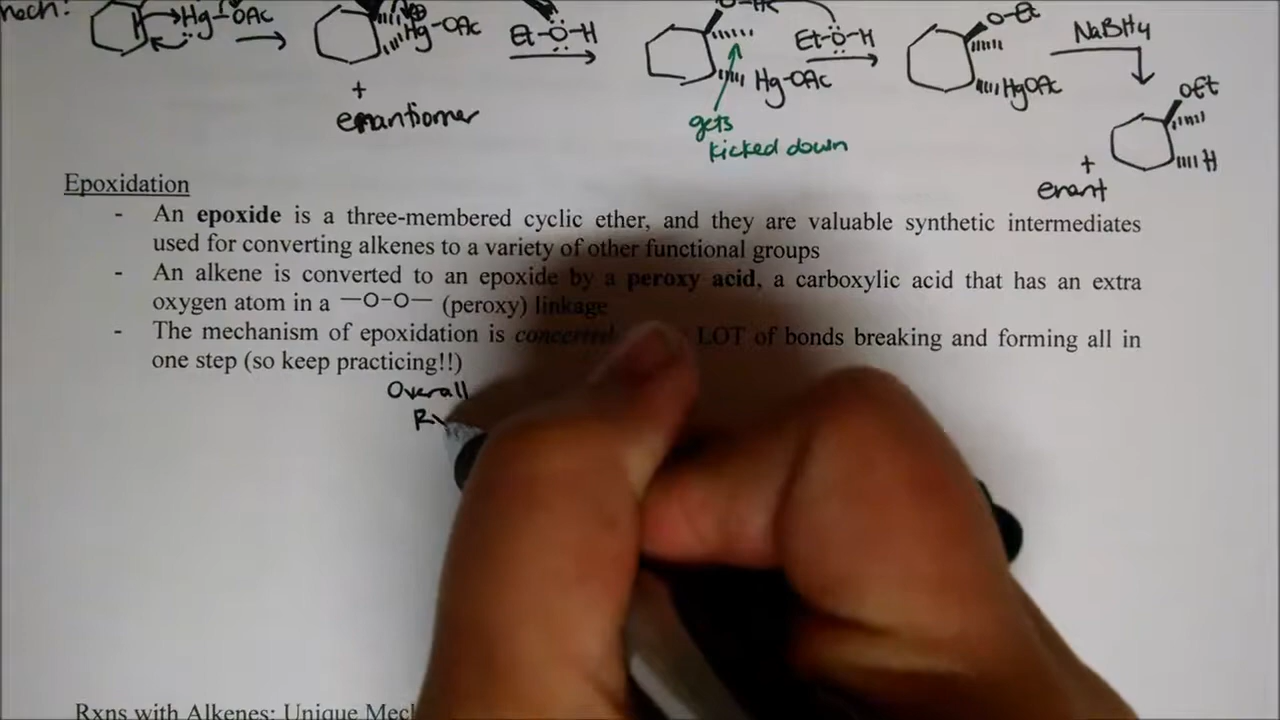 mech:
Hg-OAc
Hg-OAc
+
enantiomer
Et-O-H
Hg-OAc
gets
kicked down
Et-O-H
O-Et
HgOAc
NaBH4
OEt
H
+
enant
Epoxidation
- An epoxide is a three-membered cyclic ether, and they are valuable synthetic intermediates
used for converting alkenes to a variety of other functional groups
- An alkene is converted to an epoxide by a peroxy acid, a carboxylic acid that has an extra
oxygen atom in a —O-O— (peroxy) linkage
- The mechanism of epoxidation is concerted LOT of bonds breaking and forming all in
one step (so keep practicing!!)
Overall
Rx
Rxns with Alkenes: Unique Mec